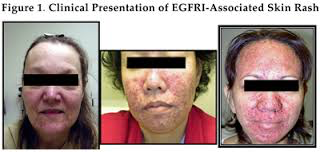 Figure 1. Clinical Presentation of EGFRI-Associated Skin Rash